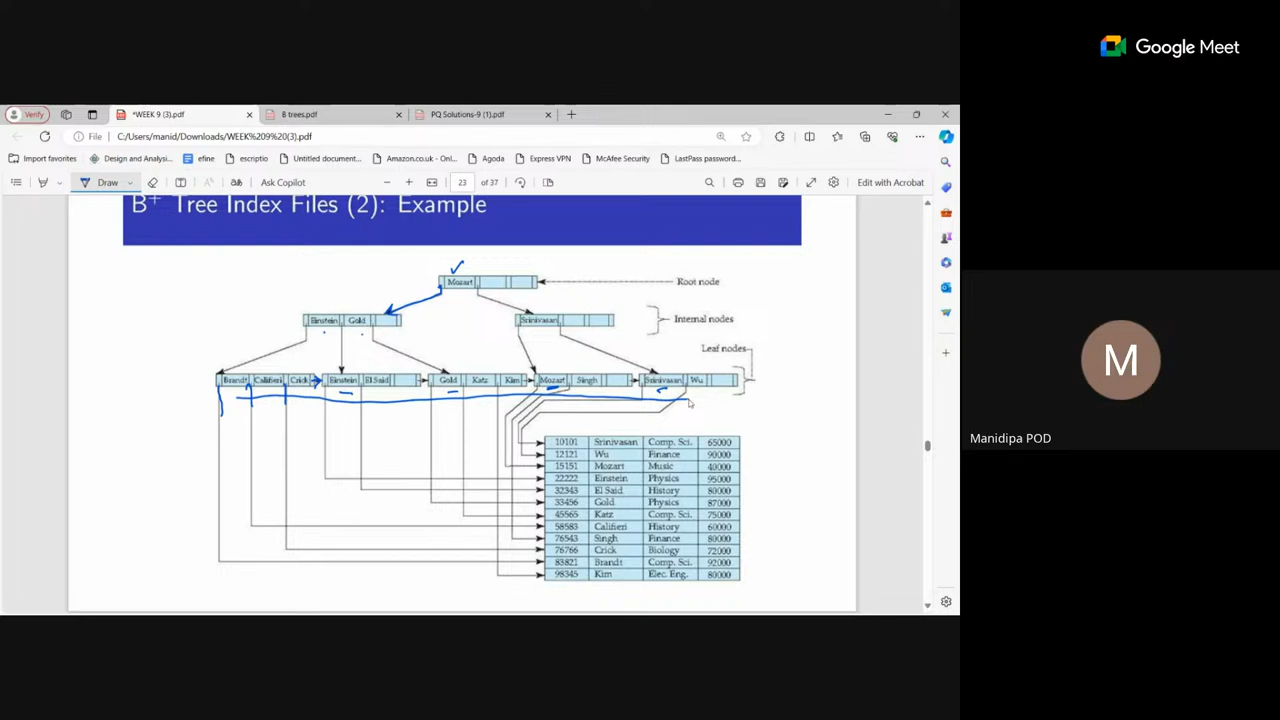 Google Meet
Verify
*WEEK 9 (3).pdf
B trees.pdf
PQ Solutions-9 (1).pdf
File
C:/Users/manid/Downloads/WEEK%209%20(3).pdf
Import favorites
Design and Analysi...
efine
escriptio
Untitled document...
Amazon.co.uk - Onl...
Agoda
Express VPN
McAfee Security
LastPass password...
Draw
Ask Copilot
23 of 37
Edit with Acrobat
B+ Tree Index Files (2): Example
Mozart
Root node
Einstein Gold
Srinivasan
Internal nodes
Leaf nodes
Brandt Califieri Crick Einstein El Said Gold Katz Kim Mozart Singh Srinivasan Wu
10101 Srinivasan Comp. Sci. 65000
12121 Wu Finance 90000
15151 Mozart Music 40000
22222 Einstein Physics 95000
32343 El Said History 80000
33456 Gold Physics 87000
45565 Katz Comp. Sci. 75000
58583 Califieri History 60000
76543 Singh Finance 80000
76766 Crick Biology 72000
83821 Brandt Comp. Sci. 92000
98345 Kim Elec. Eng. 80000
M
Manidipa POD